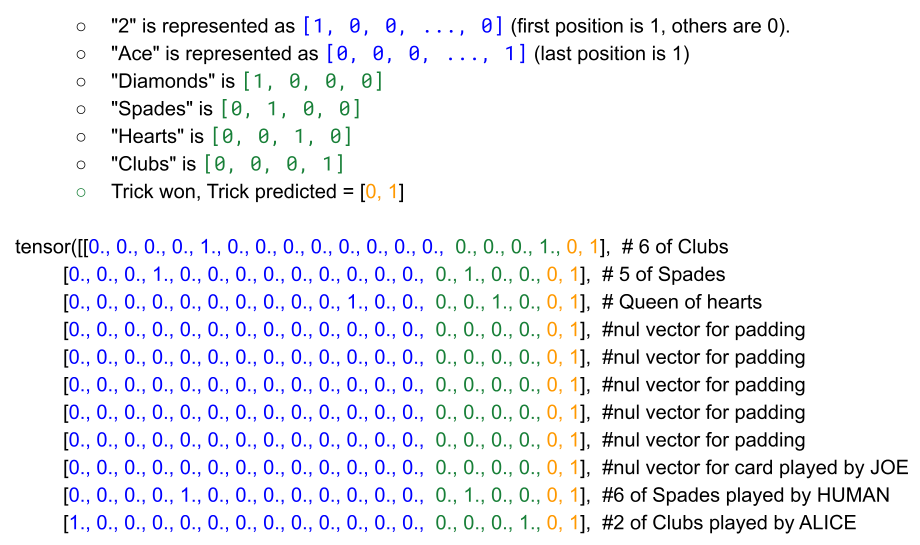 ○ "2" is represented as [1, 0, 0, ..., 0] (first position is 1, others are 0).
○ "Ace" is represented as [0, 0, 0, ..., 1] (last position is 1)
○ "Diamonds" is [1, 0, 0, 0]
○ "Spades" is [0, 1, 0, 0]
○ "Hearts" is [0, 0, 1, 0]
○ "Clubs" is [0, 0, 0, 1]
○ Trick won, Trick predicted = [0, 1]
tensor([[0., 0., 0., 0., 1., 0., 0., 0., 0., 0., 0., 0., 0., 0., 0., 0., 1., 0, 1], # 6 of Clubs
[0., 0., 0., 1., 0., 0., 0., 0., 0., 0., 0., 0., 0., 0., 1., 0., 0., 0, 1], # 5 of Spades
[0., 0., 0., 0., 0., 0., 0., 0., 0., 0., 1., 0., 0., 0., 0., 1., 0., 0, 1], # Queen of hearts
[0., 0., 0., 0., 0., 0., 0., 0., 0., 0., 0., 0., 0., 0., 0., 0., 0., 0, 1], #nul vector for padding
[0., 0., 0., 0., 0., 0., 0., 0., 0., 0., 0., 0., 0., 0., 0., 0., 0., 0, 1], #nul vector for padding
[0., 0., 0., 0., 0., 0., 0., 0., 0., 0., 0., 0., 0., 0., 0., 0., 0., 0, 1], #nul vector for padding
[0., 0., 0., 0., 0., 0., 0., 0., 0., 0., 0., 0., 0., 0., 0., 0., 0., 0, 1], #nul vector for padding
[0., 0., 0., 0., 0., 0., 0., 0., 0., 0., 0., 0., 0., 0., 0., 0., 0., 0, 1], #nul vector for padding
[0., 0., 0., 0., 0., 0., 0., 0., 0., 0., 0., 0., 0., 0., 0., 0., 0., 0, 1], #nul vector for card played by JOE
[0., 0., 0., 0., 1., 0., 0., 0., 0., 0., 0., 0., 0., 0., 1., 0., 0., 0, 1], #6 of Spades played by HUMAN
[1., 0., 0., 0., 0., 0., 0., 0., 0., 0., 0., 0., 0., 0., 0., 0., 1., 0, 1], #2 of Clubs played by ALICE